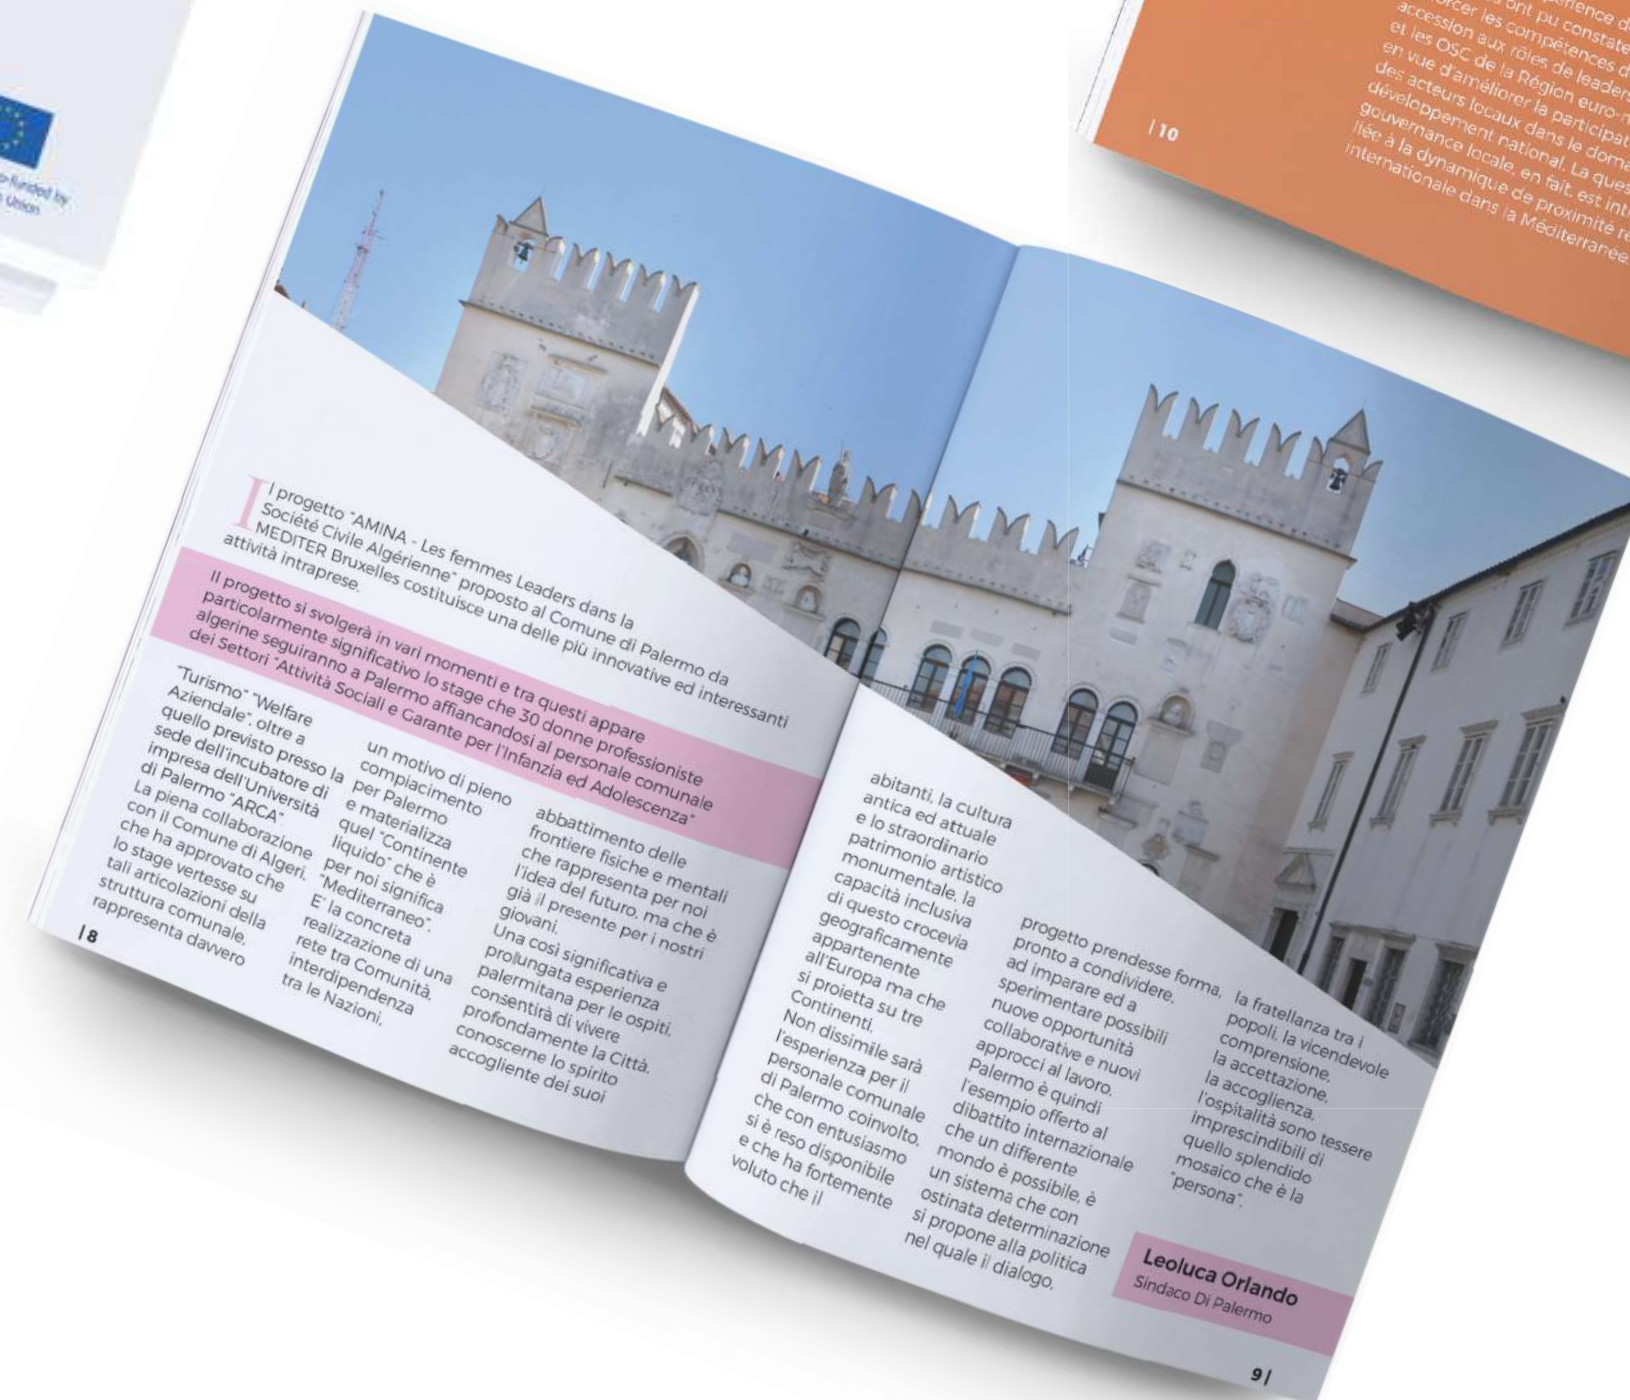 o-funded by
Union
ont pu constate
orcer les compétences d
accession aux rôles de leaders
et les OSC de la Région euro-m
en vue d'améliorer la participat
des acteurs locaux dans le doma
développement national. La ques
gouvernance locale, en fait, est int
liée à la dynamique de proximité re
internationale dans la Méditerranée
| 10
Il progetto "AMINA - Les femmes Leaders dans la
Société Civile Algérienne" proposto al Comune di Palermo da
MEDITER Bruxelles costituisce una delle più innovative ed interessanti
attività intraprese.
Il progetto si svolgerà in vari momenti e tra questi appare
particolarmente significativo lo stage che 30 donne professioniste
algerine seguiranno a Palermo affiancandosi al personale comunale
dei Settori "Attività Sociali e Garante per l'Infanzia ed Adolescenza"
"Turismo" "Welfare
Aziendale", oltre a
quello previsto presso la
sede dell'incubatore di
impresa dell'Università
di Palermo "ARCA"
La piena collaborazione
con il Comune di Algeri,
che ha approvato che
lo stage vertesse su
tali articolazioni della
struttura comunale,
rappresenta davvero
un motivo di pieno
compiacimento
per Palermo
e materializza
quel "Continente
liquido" che è
per noi significa
"Mediterraneo".
E' la concreta
realizzazione di una
rete tra Comunità,
interdipendenza
tra le Nazioni,
abbattimento delle
frontiere fisiche e mentali
che rappresenta per noi
l'idea del futuro, ma che è
già il presente per i nostri
giovani.
Una così significativa e
prolungata esperienza
palermitana per le ospiti,
consentirà di vivere
profondamente la Città,
conoscerne lo spirito
accogliente dei suoi
| 8
abitanti, la cultura
antica ed attuale
e lo straordinario
patrimonio artistico
monumentale, la
capacità inclusiva
di questo crocevia
geograficamente
appartenente
all'Europa ma che
si proietta su tre
Continenti.
Non dissimile sarà
l'esperienza per il
personale comunale
di Palermo coinvolto,
che con entusiasmo
si è reso disponibile
e che ha fortemente
voluto che il
progetto prendesse forma,
pronto a condividere,
ad imparare ed a
sperimentare possibili
nuove opportunità
collaborative e nuovi
approcci al lavoro.
Palermo è quindi
l'esempio offerto al
dibattito internazionale
che un differente
mondo è possibile, è
un sistema che con
ostinata determinazione
si propone alla politica
nel quale il dialogo,
la fratellanza tra i
popoli, la vicendevole
comprensione,
la accettazione,
la accoglienza,
l'ospitalità sono tessere
imprescindibili di
quello splendido
mosaico che è la
"persona".
Leoluca Orlando
Sindaco Di Palermo
9 |